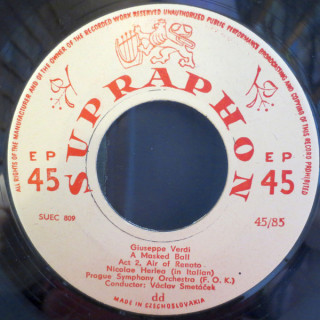 ALL RIGHTS OF THE MANUFACTURER AND OF THE OWNER OF THE RECORDED WORK RESERVED UNAUTHORISED PUBLIC PERFORMANCE BROADCASTING AND COPYING OF THIS RECORD PROHIBITED
SUPRAPHON
EP
45
EP
45
SUEC 809
45/85
Giuseppe Verdi
A Masked Ball
Act 2, Air of Renato
Nicolae Herlea (in Italian)
Prague Symphony Orchestra (F. O. K.)
Conductor: Václav Smetáček
dd
MADE IN CZECHOSLOVAKIA